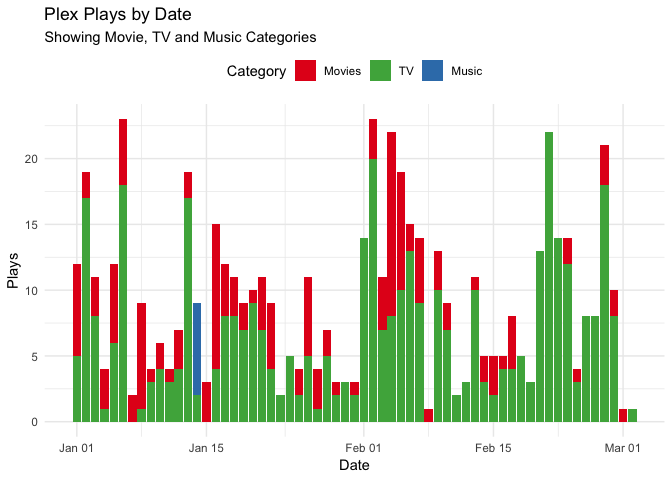 Plex Plays by Date
Showing Movie, TV and Music Categories
Category Movies TV Music
20
15
10
5
0
Plays
Jan 01 Jan 15 Feb 01 Feb 15 Mar 01
Date